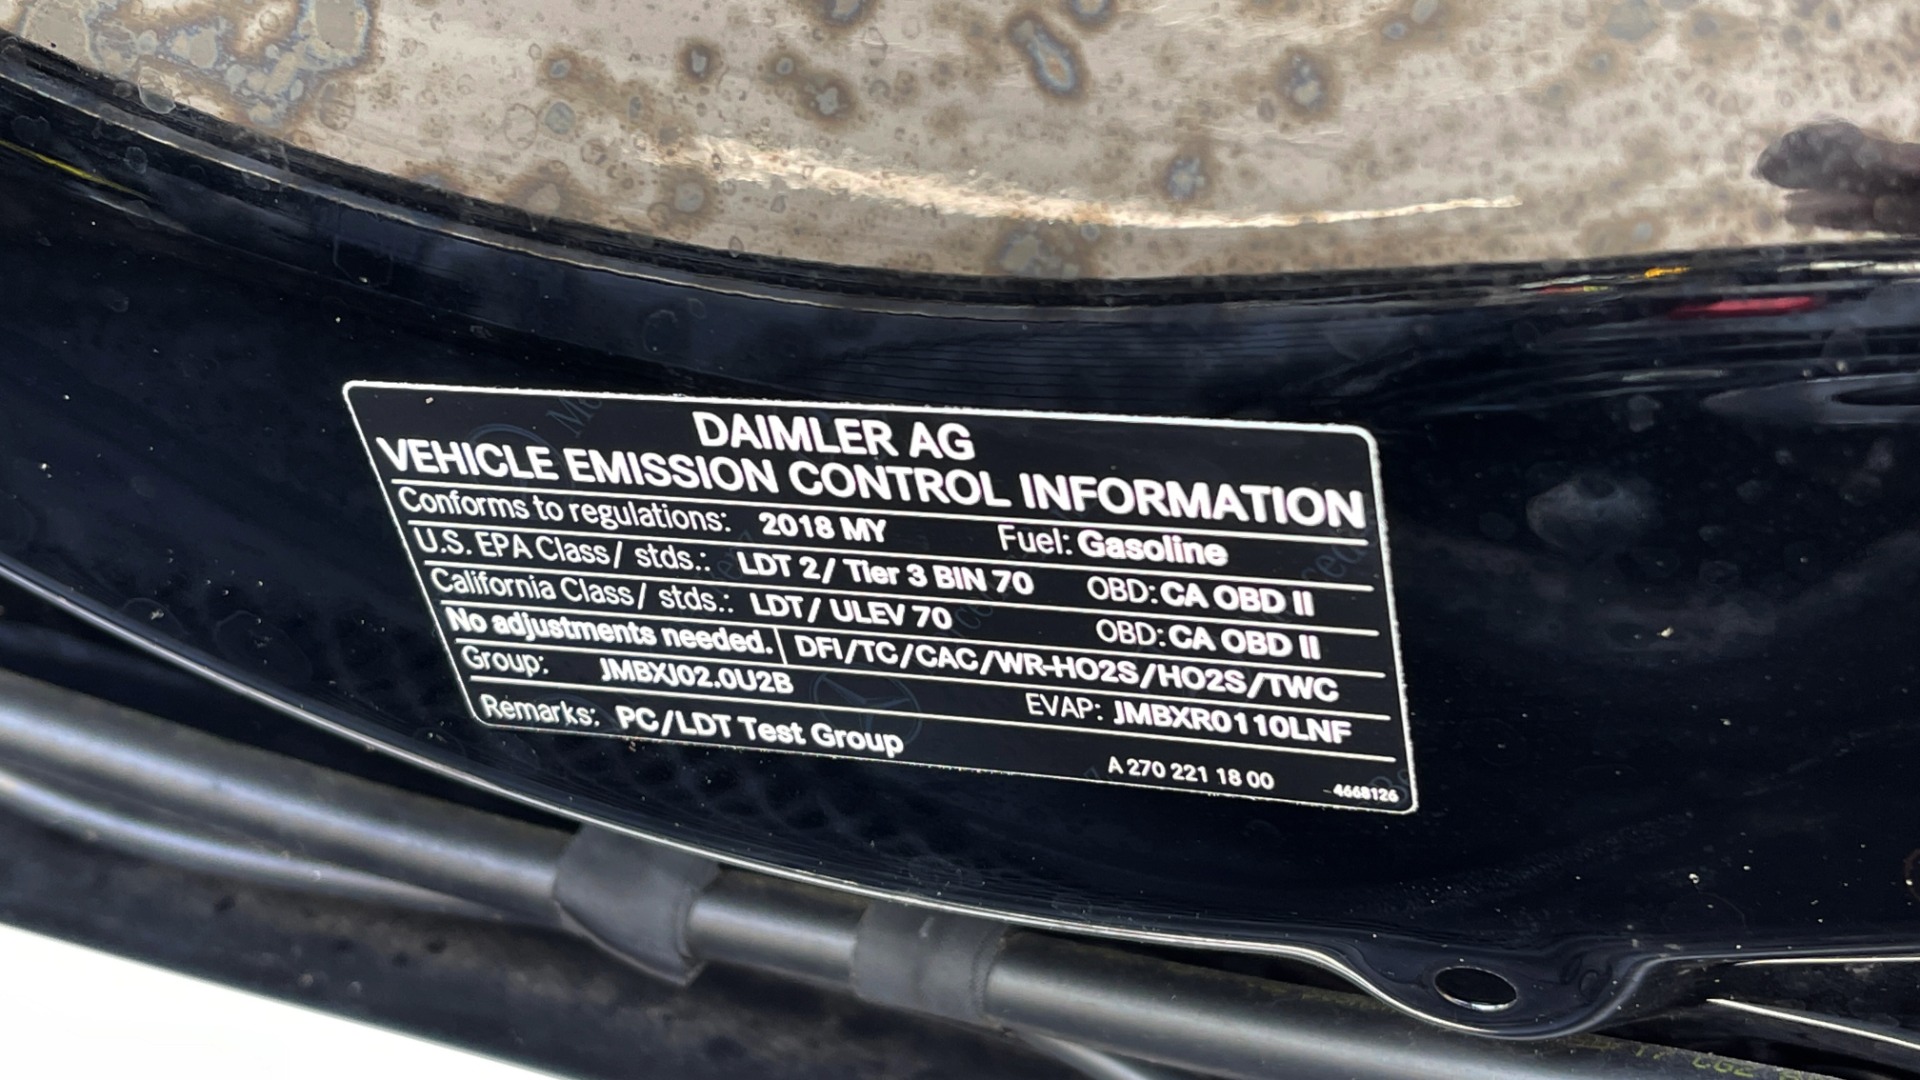 DAIMLER AG
VEHICLE EMISSION CONTROL INFORMATION
Conforms to regulations: 2018 MY Fuel: Gasoline
U.S. EPA Class/ stds.: LDT 2/ Tier 3 BIN 70 OBD: CA OBD II
California Class/ stds.: LDT/ ULEV 70 OBD: CA OBD II
No adjustments needed. DFI/TC/CAC/WR-HO2S/HO2S/TWC
Group: JMBXJ02.0U2B EVAP: JMBXR0110LNF
Remarks: PC/LDT Test Group
A 270 221 18 00 4668126